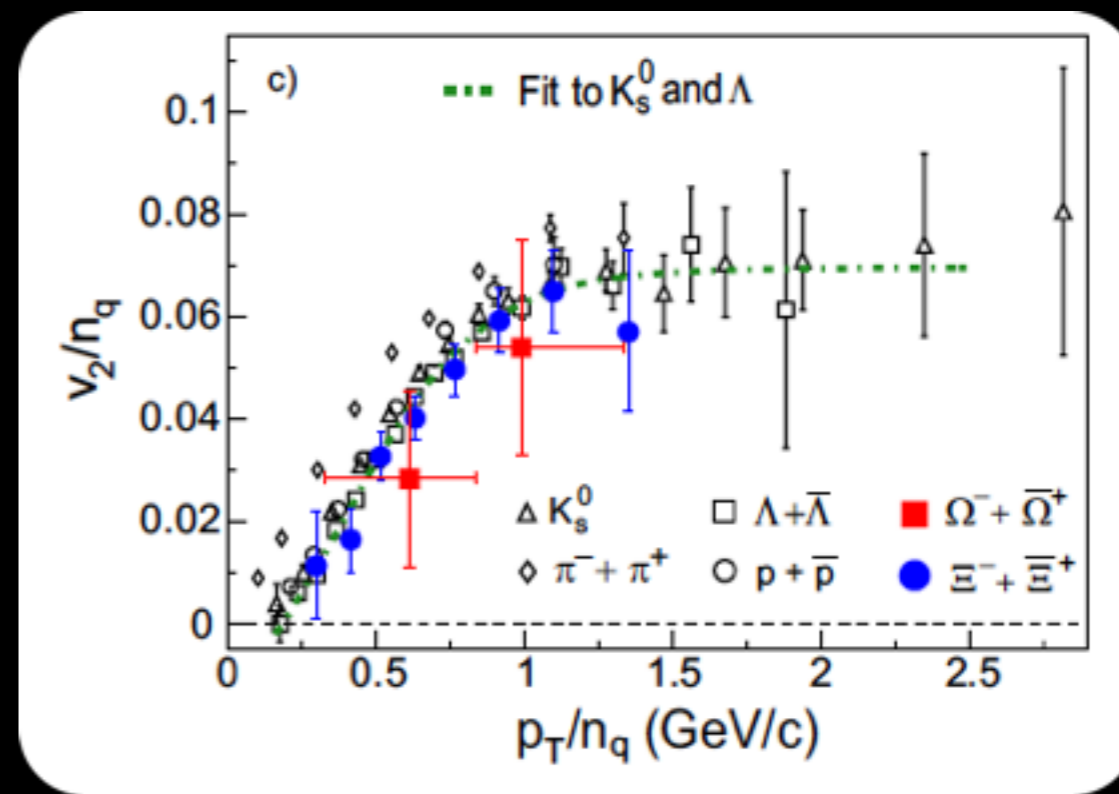 c)
Fit to K⁰ₛ and Λ
0.1
0.08
0.06
0.04
0.02
0
v₂/n_q
K⁰ₛ
Λ + Λ̅
Ω⁻ + Ω̅⁺
π⁻ + π⁺
p + p̅
Ξ⁻ + Ξ̅⁺
0 0.5 1 1.5 2 2.5
p_T/n_q (GeV/c)